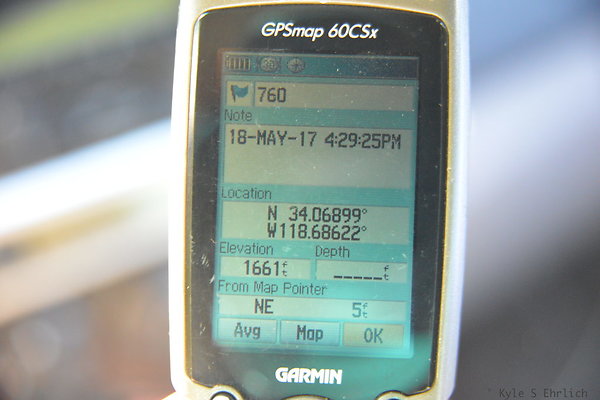 GPSmap 60CSx
760
Note
18-MAY-17 4:29:25PM
Location
N 34.06899°
W118.68622°
Elevation Depth
1661ft _____ft
From Map Pointer
NE 5ft
Avg Map OK
GARMIN
Kyle S Ehrlich